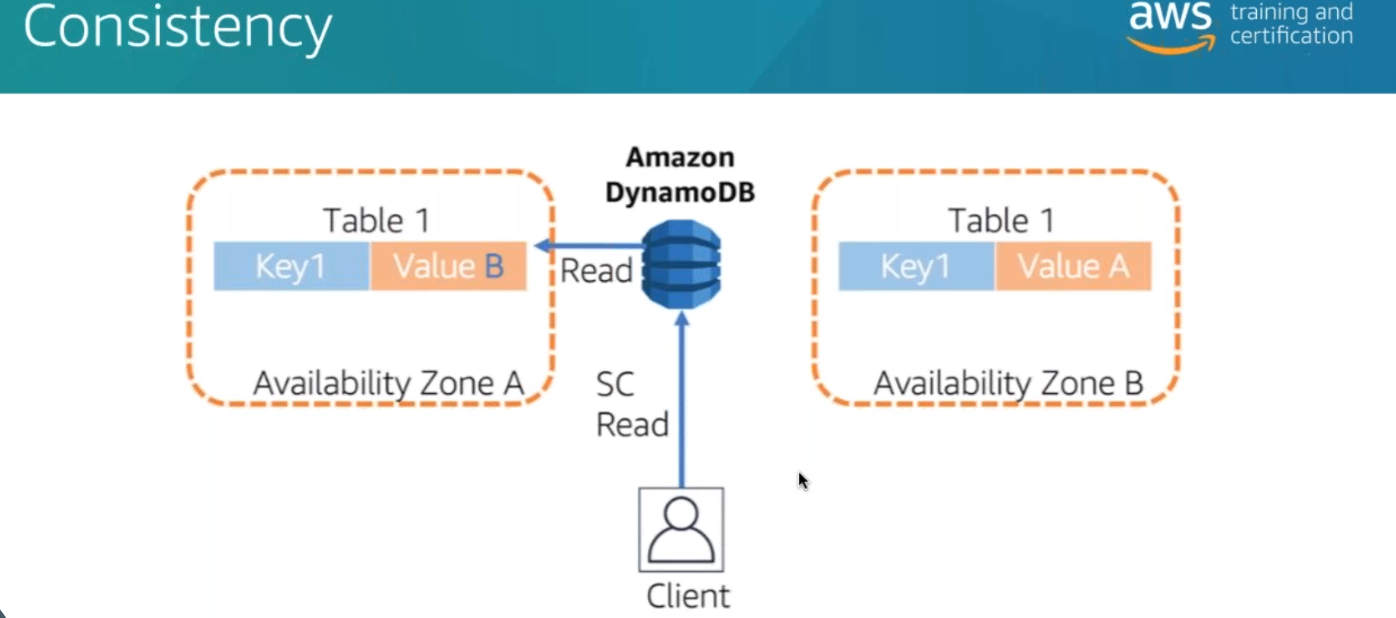 Consistency
aws training and
certification
Amazon
DynamoDB
Table 1
Key1 Value B
Availability Zone A
Read
SC
Read
Client
Table 1
Key1 Value A
Availability Zone B